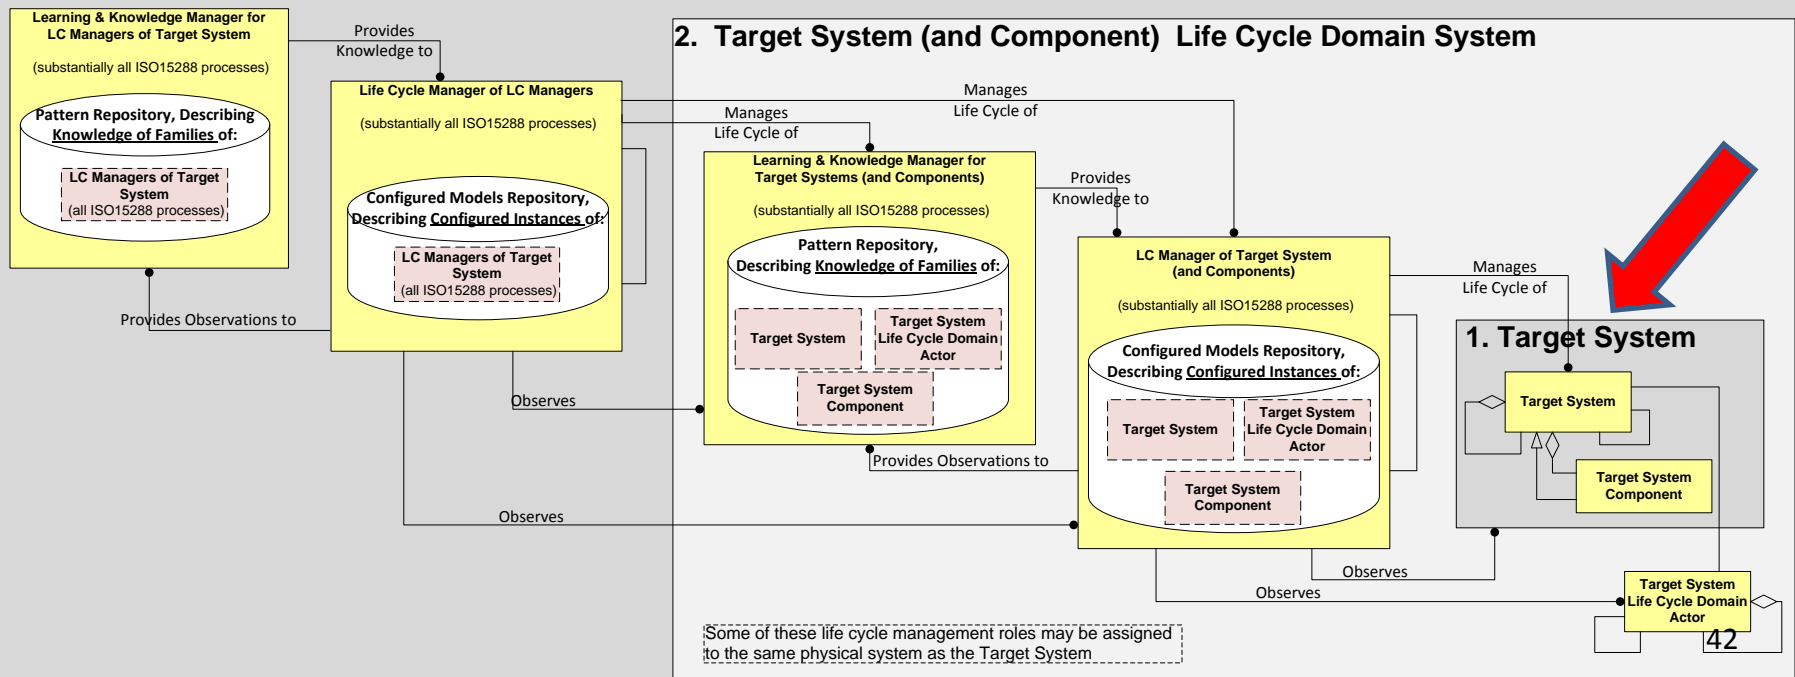 Learning & Knowledge Manager for
LC Managers of Target System
(substantially all ISO15288 processes)
Pattern Repository, Describing
Knowledge of Families of:
LC Managers of Target
System
(all ISO15288 processes)
Provides
Knowledge to
Provides Observations to
Life Cycle Manager of LC Managers
(substantially all ISO15288 processes)
Configured Models Repository,
Describing Configured Instances of:
LC Managers of Target
System
(all ISO15288 processes)
2. Target System (and Component) Life Cycle Domain System
Manages
Life Cycle of
Manages
Life Cycle of
Learning & Knowledge Manager for
Target Systems (and Components)
(substantially all ISO15288 processes)
Pattern Repository,
Describing Knowledge of Families of:
Target System
Target System
Life Cycle Domain
Actor
Target System
Component
Provides
Knowledge to
Observes
Provides Observations to
Observes
LC Manager of Target System
(and Components)
(substantially all ISO15288 processes)
Configured Models Repository,
Describing Configured Instances of:
Target System
Target System
Life Cycle Domain
Actor
Target System
Component
Manages
Life Cycle of
1. Target System
Target System
Target System
Component
Observes
Observes
Target System
Life Cycle Domain
Actor
Some of these life cycle management roles may be assigned
to the same physical system as the Target System
42